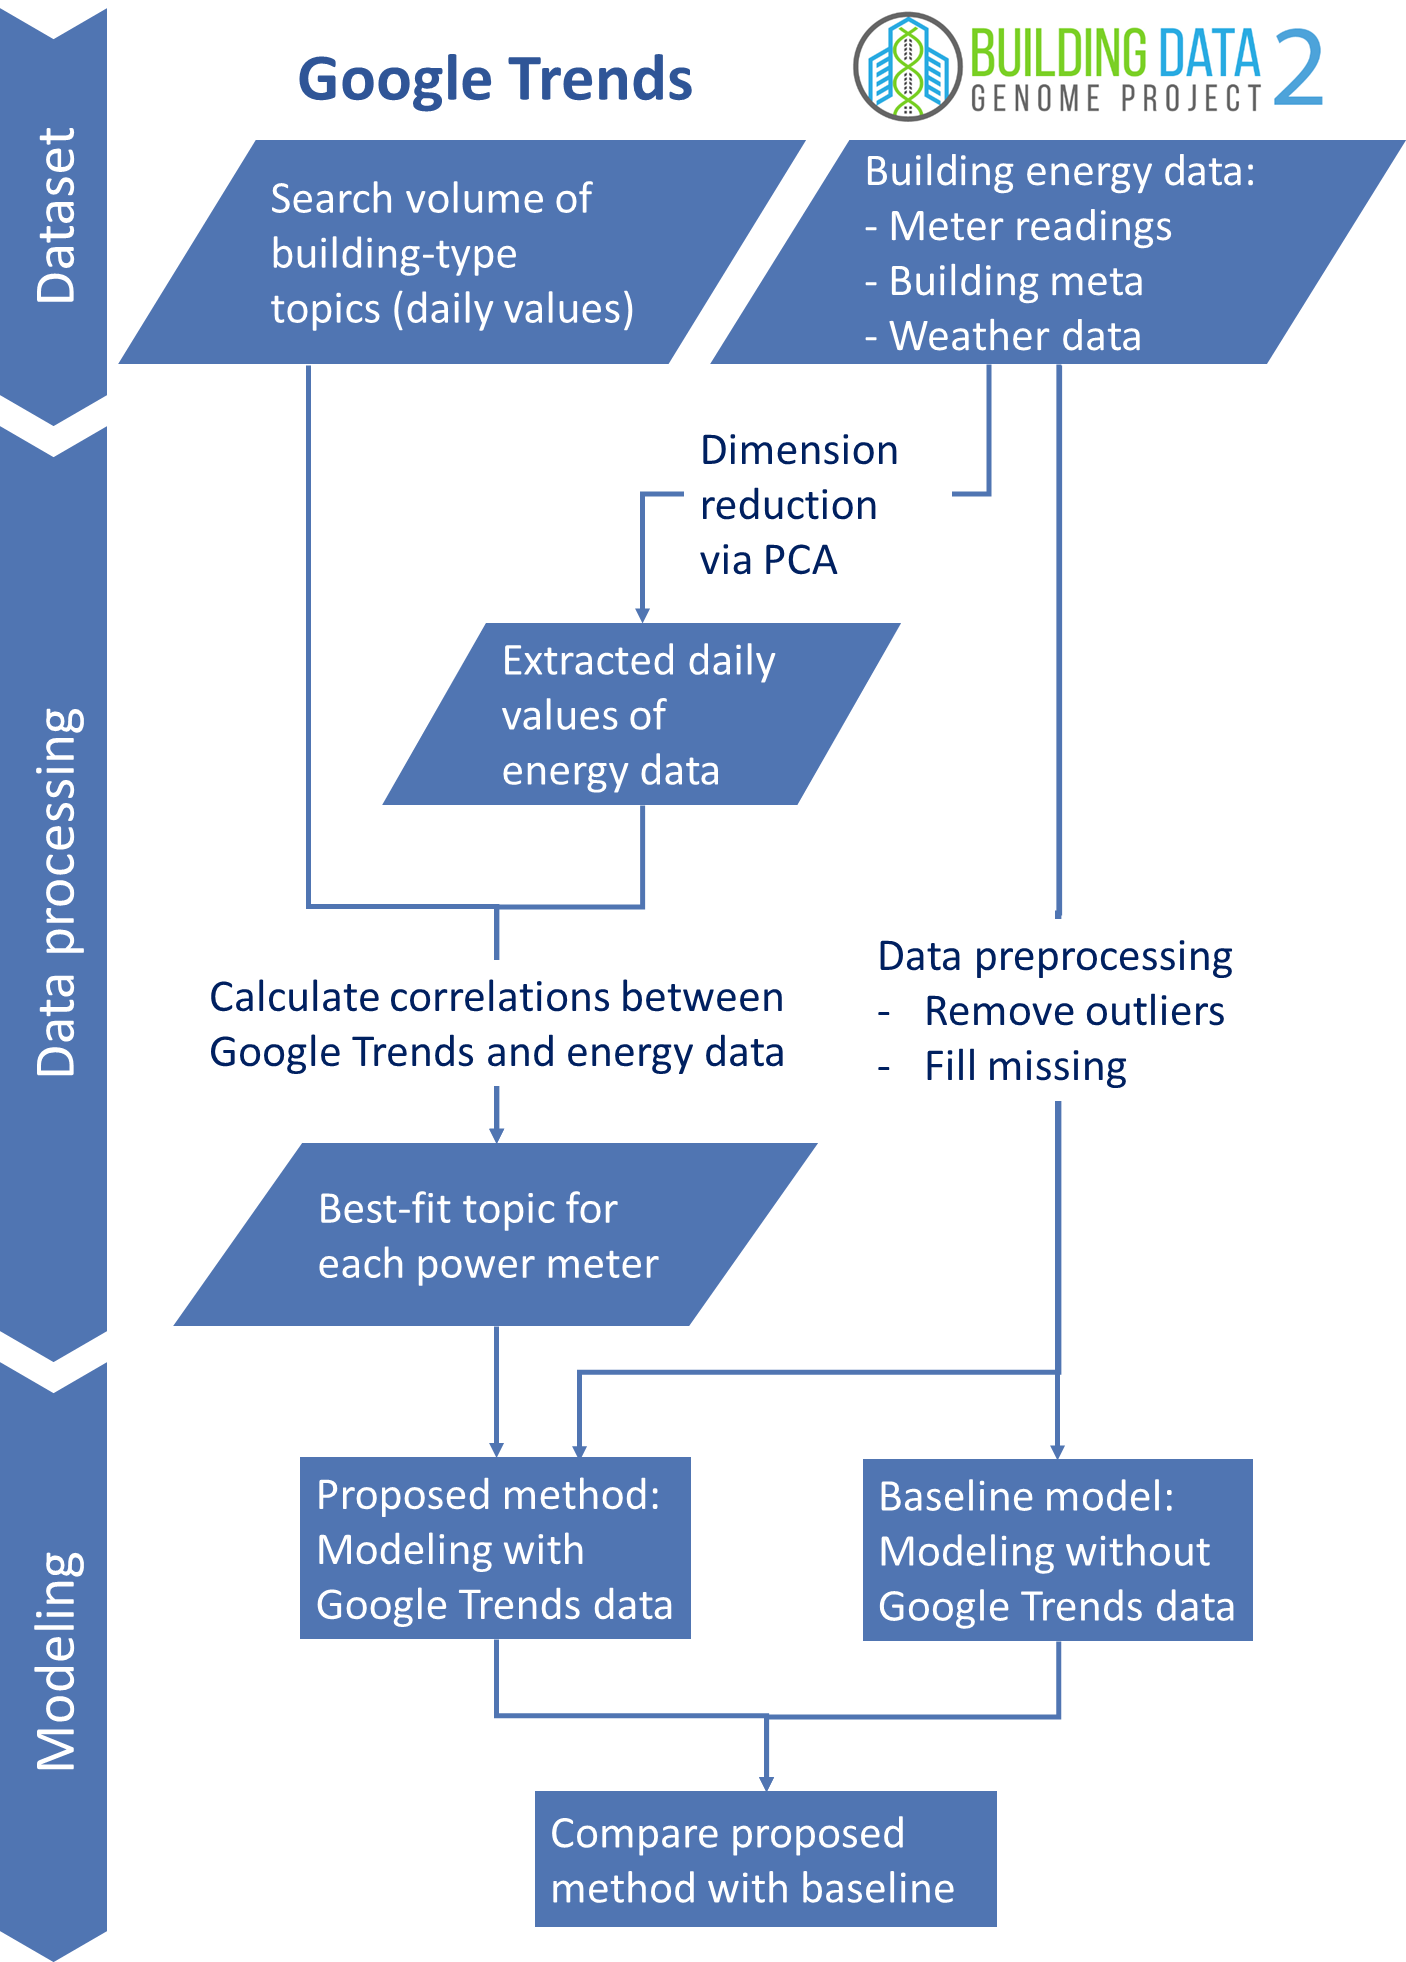 Dataset
Google Trends
BUILDING DATA
GENOME PROJECT 2
Search volume of
building-type
topics (daily values)
Building energy data:
- Meter readings
- Building meta
- Weather data
Data processing
Dimension
reduction
via PCA
Extracted daily
values of
energy data
Calculate correlations between
Google Trends and energy data
Data preprocessing
- Remove outliers
- Fill missing
Best-fit topic for
each power meter
Modeling
Proposed method:
Modeling with
Google Trends data
Baseline model:
Modeling without
Google Trends data
Compare proposed
method with baseline